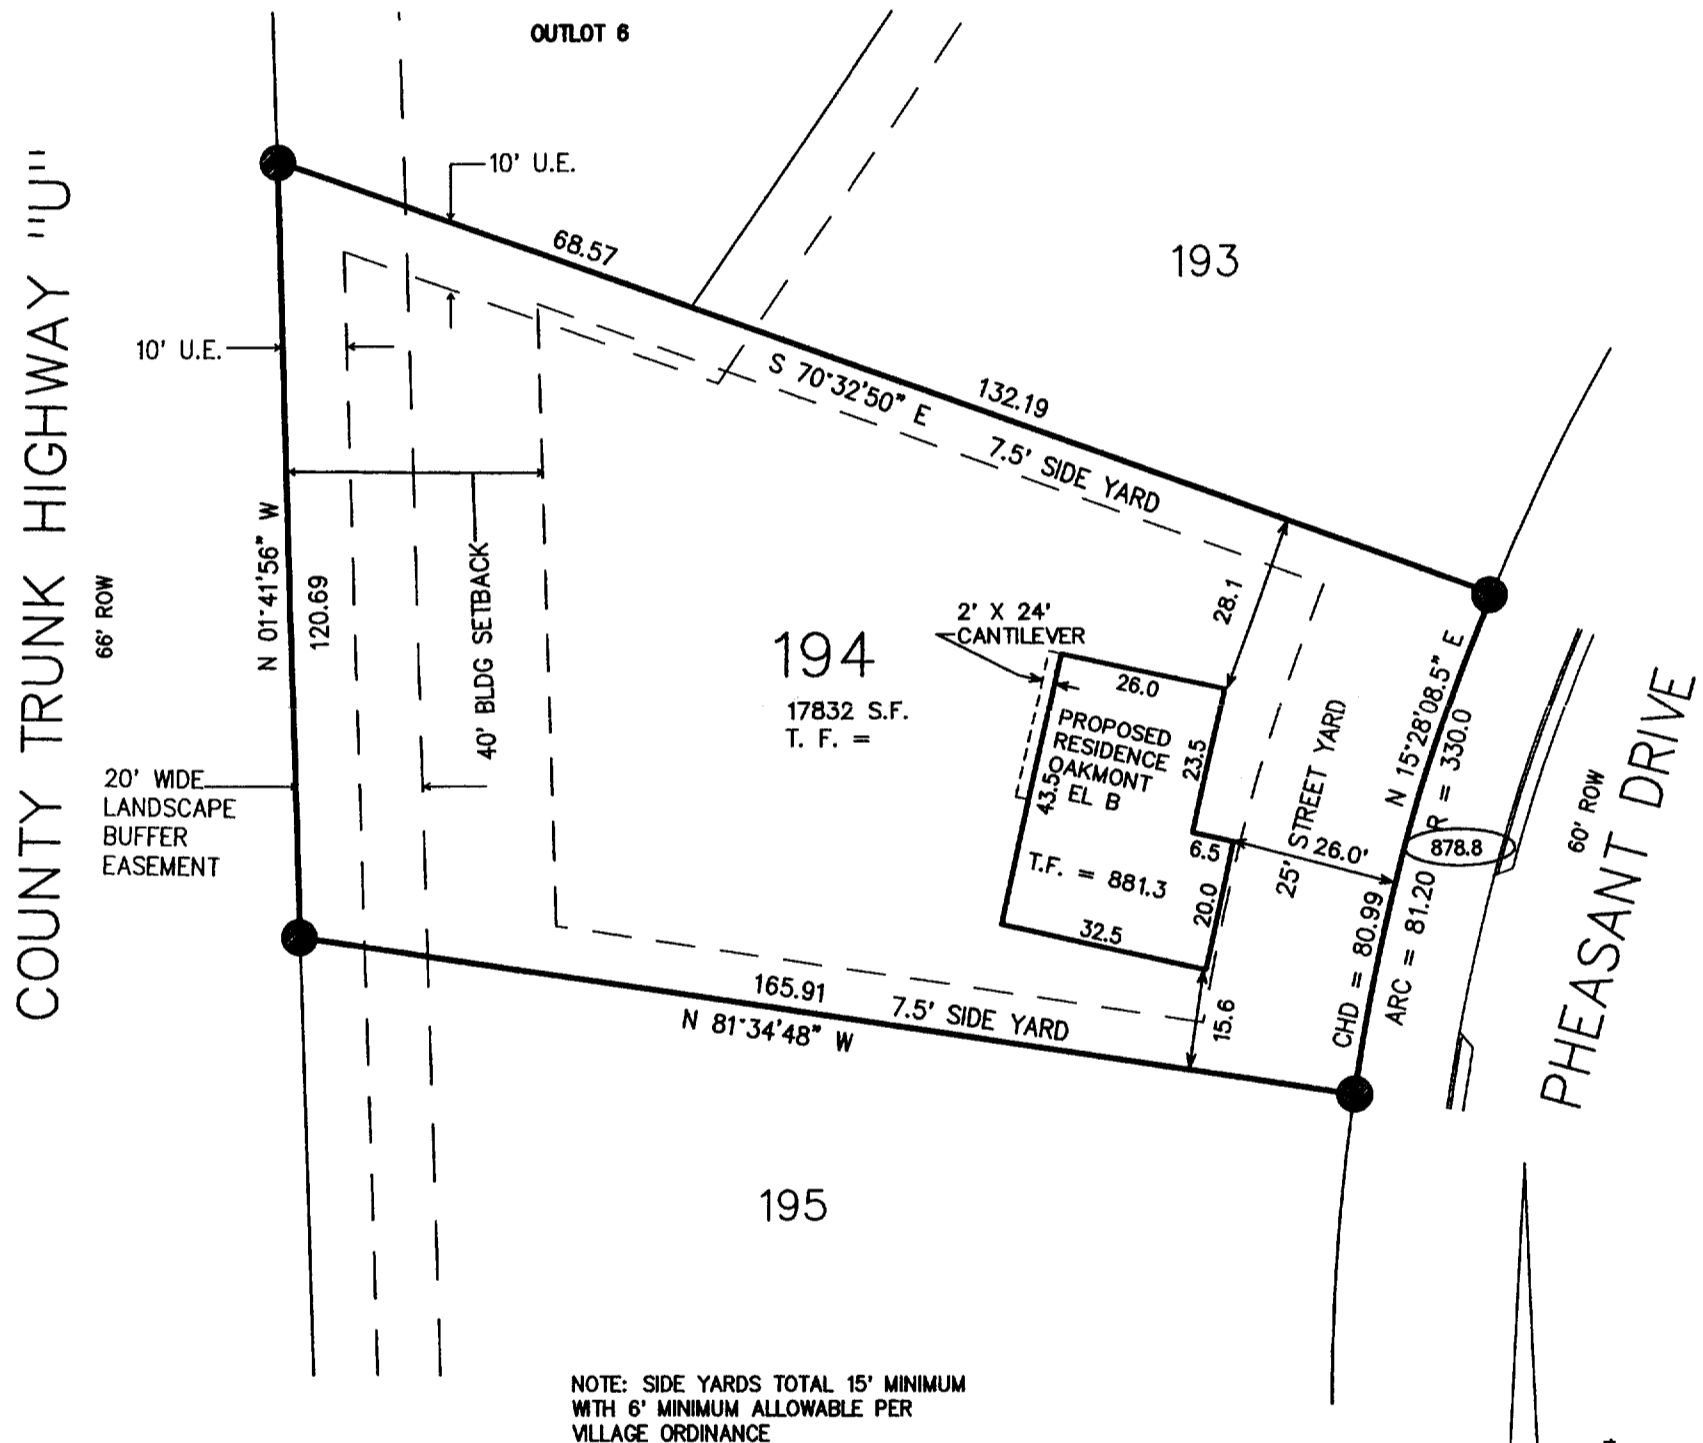 OUTLOT 6
COUNTY TRUNK HIGHWAY "U"
66' ROW
10' U.E.
68.57
193
10' U.E.
S 70°32'50" E
132.19
7.5' SIDE YARD
N 01°41'56" W
120.69
40' BLDG SETBACK
28.1
2' X 24'
CANTILEVER
194
17832 S.F.
T. F. =
26.0
PROPOSED
RESIDENCE
OAKMONT
EL B
43.5
23.5
6.5
T.F. = 881.3
20.0
32.5
25' STREET YARD
26.0'
N 15°28'08.5" E
R = 330.0
878.8
CHD = 80.99
ARC = 81.20
60' ROW
PHEASANT DRIVE
20' WIDE
LANDSCAPE
BUFFER
EASEMENT
165.91
7.5' SIDE YARD
N 81°34'48" W
15.6
195
NOTE: SIDE YARDS TOTAL 15' MINIMUM
WITH 6' MINIMUM ALLOWABLE PER
VILLAGE ORDINANCE